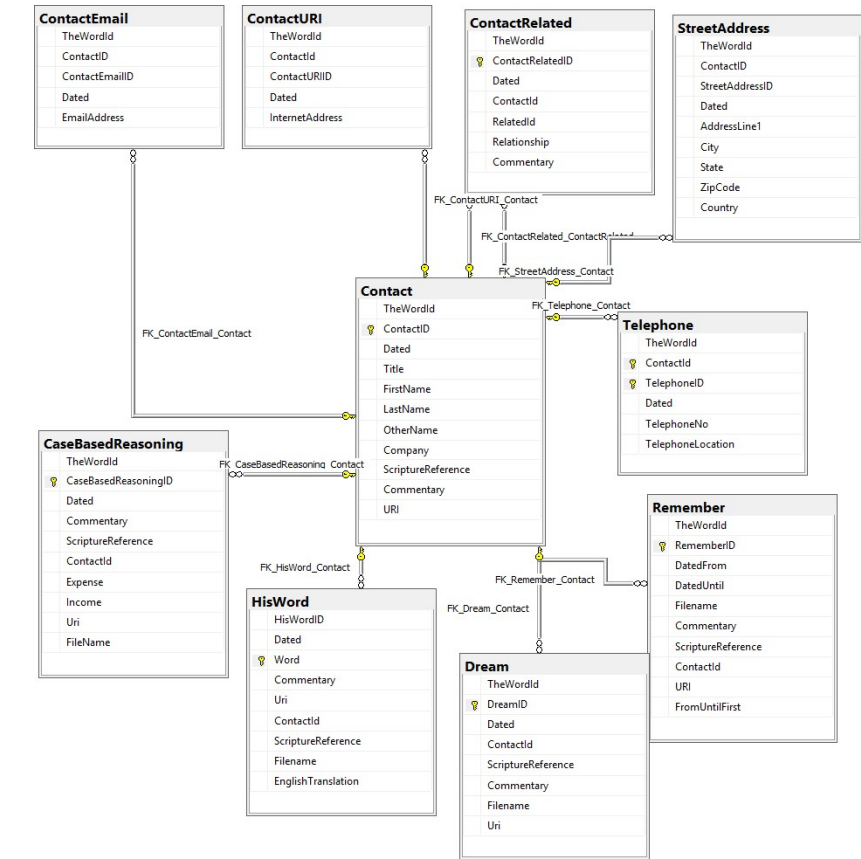 ContactEmail
TheWordId
ContactID
ContactEmailID
Dated
EmailAddress
ContactURI
TheWordId
ContactId
ContactURIID
Dated
InternetAddress
ContactRelated
TheWordId
ContactRelatedID
Dated
ContactId
RelatedId
Relationship
Commentary
StreetAddress
TheWordId
ContactID
StreetAddressID
Dated
AddressLine1
City
State
ZipCode
Country
FK_ContactURI_Contact
FK_ContactRelated_ContactRelated
FK_StreetAddress_Contact
FK_Telephone_Contact
FK_ContactEmail_Contact
Contact
TheWordId
ContactID
Dated
Title
FirstName
LastName
OtherName
Company
ScriptureReference
Commentary
URI
Telephone
TheWordId
ContactId
TelephoneID
Dated
TelephoneNo
TelephoneLocation
CaseBasedReasoning
TheWordId
CaseBasedReasoningID
Dated
Commentary
ScriptureReference
ContactId
Expense
Income
Uri
FileName
FK_CaseBasedReasoning_Contact
FK_HisWord_Contact
FK_Remember_Contact
FK_Dream_Contact
HisWord
HisWordID
Dated
Word
Commentary
Uri
ContactId
ScriptureReference
Filename
EnglishTranslation
Remember
TheWordId
RememberID
DatedFrom
DatedUntil
Filename
Commentary
ScriptureReference
ContactId
URI
FromUntilFirst
Dream
TheWordId
DreamID
Dated
ContactId
ScriptureReference
Commentary
Filename
Uri